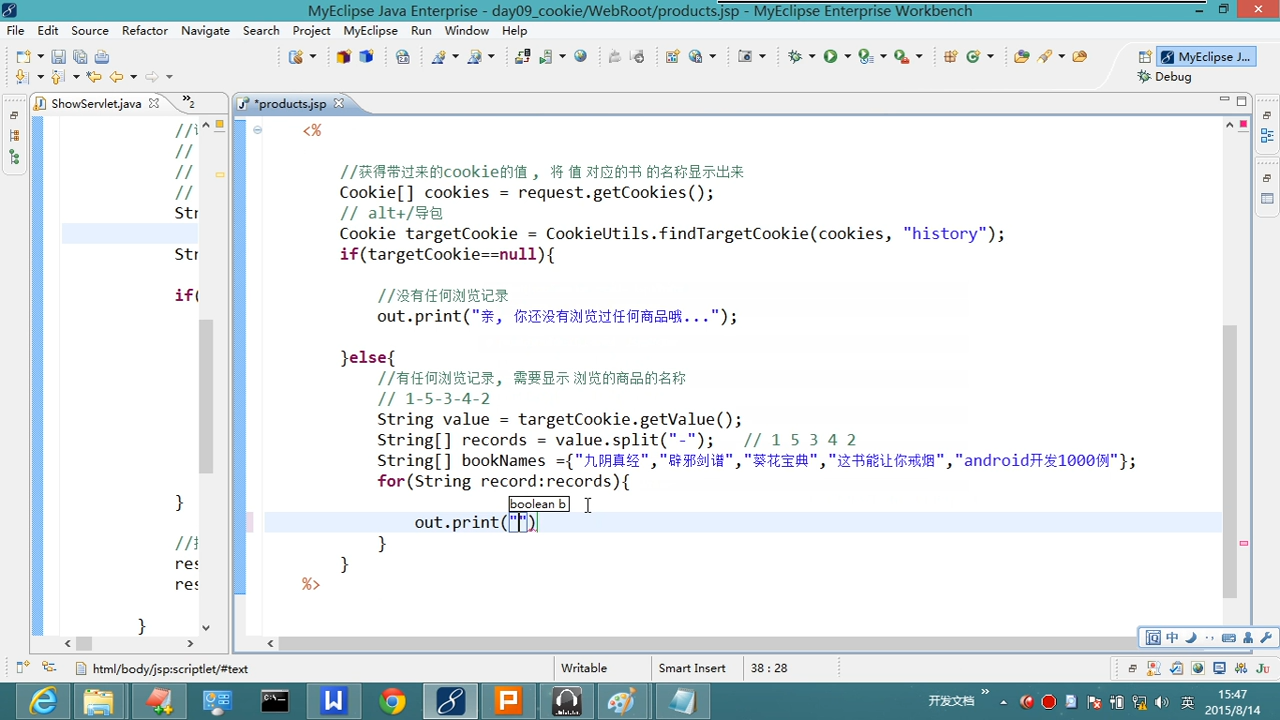 MyEclipse Java Enterprise - day09_cookie/WebRoot/products.jsp - MyEclipse Enterprise Workbench
File Edit Source Refactor Navigate Search Project MyEclipse Run Window Help
MyEclipse J...
Debug
ShowServlet.java
»2
*products.jsp
//
//
//
//
Str
Str
if(
}
//
res
res
}
<%
//获得带过来的cookie的值 , 将 值 对应的书 的名称显示出来
Cookie[] cookies = request.getCookies();
// alt+/导包
Cookie targetCookie = CookieUtils.findTargetCookie(cookies, "history");
if(targetCookie==null){
//没有任何浏览记录
out.print("亲, 你还没有浏览过任何商品哦...");
}else{
//有任何浏览记录, 需要显示 浏览的商品的名称
// 1-5-3-4-2
String value = targetCookie.getValue();
String[] records = value.split("-"); // 1 5 3 4 2
String[] bookNames ={"九阴真经","辟邪剑谱","葵花宝典","这书能让你戒烟","android开发1000例"};
for(String record:records){
boolean b
out.print("")
}
}
%>
中
html/body/jsp:scriptlet/#text
Writable
Smart Insert
38 : 28
开发文档
»
英
15:47
2015/8/14